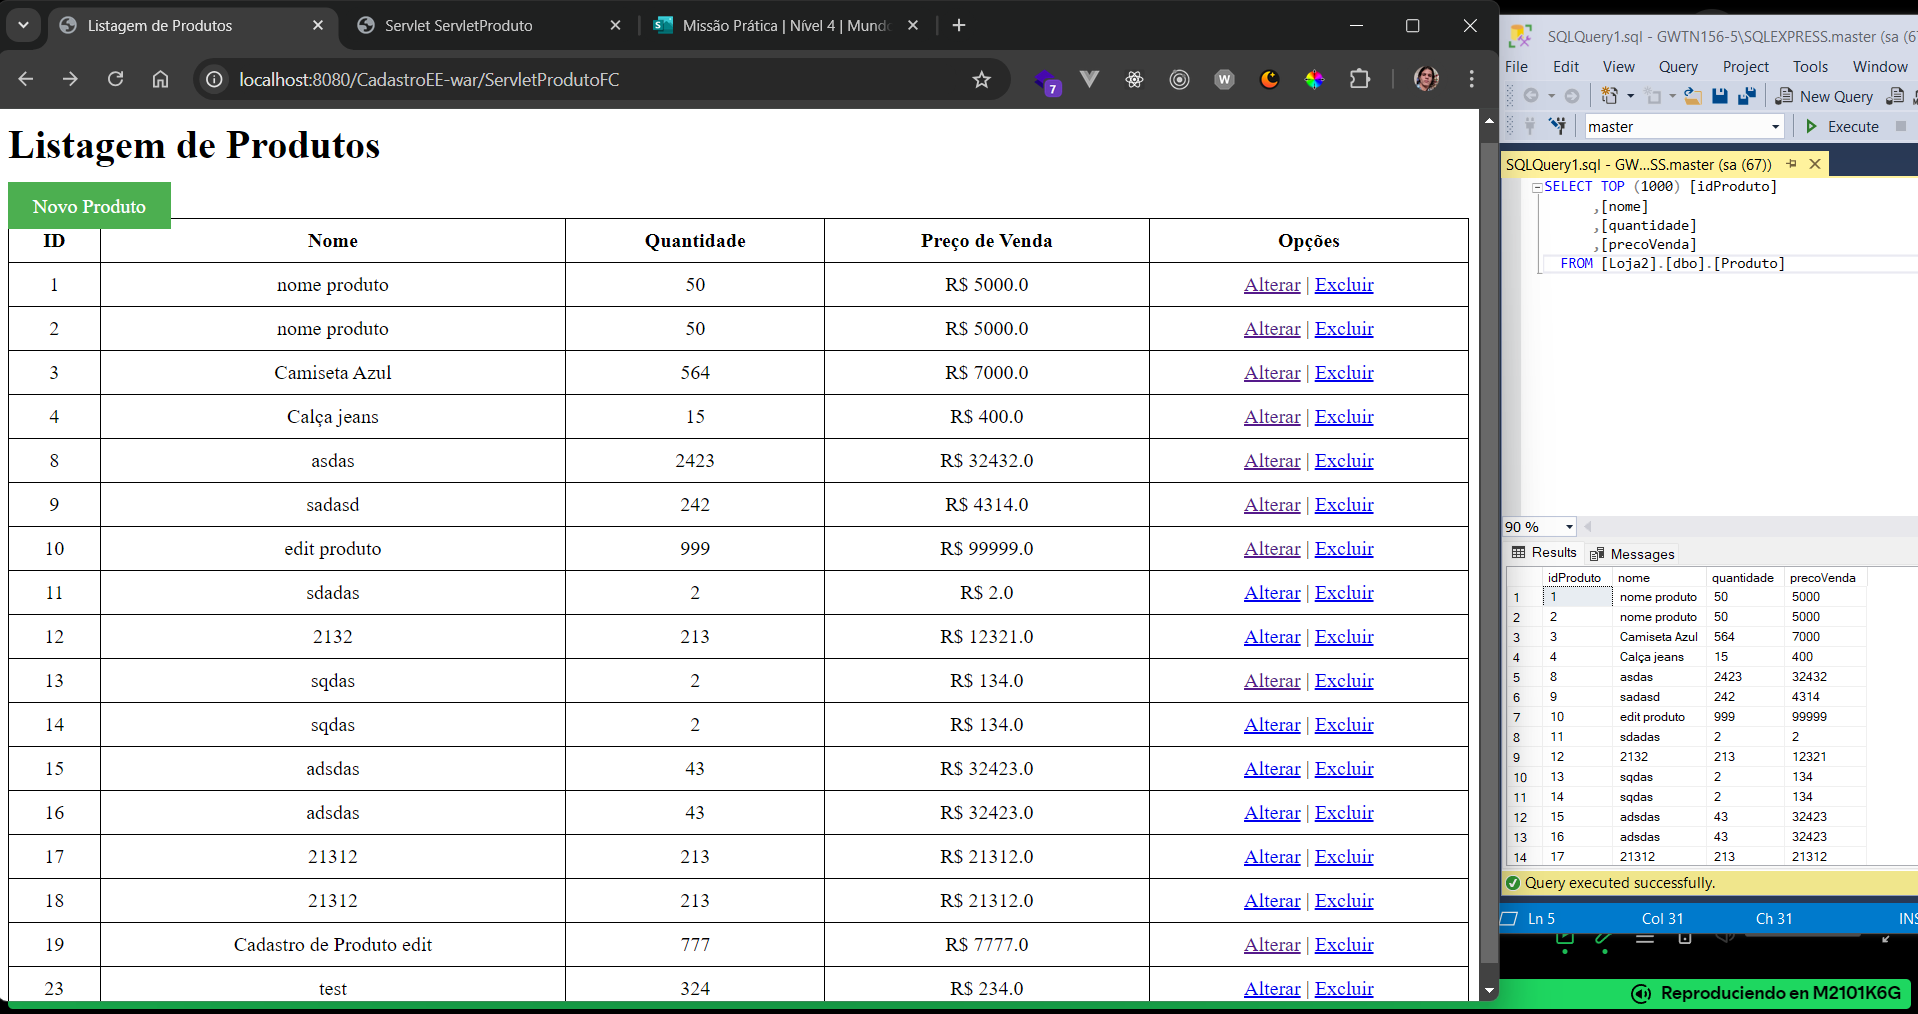 Listagem de Produtos
Servlet ServletProduto
Missão Prática | Nível 4 | Mund
localhost:8080/CadastroEE-war/ServletProdutoFC
7
W
Listagem de Produtos
Novo Produto
ID Nome Quantidade Preço de Venda Opções
1 nome produto 50 R$ 5000.0 Alterar | Excluir
2 nome produto 50 R$ 5000.0 Alterar | Excluir
3 Camiseta Azul 564 R$ 7000.0 Alterar | Excluir
4 Calça jeans 15 R$ 400.0 Alterar | Excluir
8 asdas 2423 R$ 32432.0 Alterar | Excluir
9 sadasd 242 R$ 4314.0 Alterar | Excluir
10 edit produto 999 R$ 99999.0 Alterar | Excluir
11 sdadas 2 R$ 2.0 Alterar | Excluir
12 2132 213 R$ 12321.0 Alterar | Excluir
13 sqdas 2 R$ 134.0 Alterar | Excluir
14 sqdas 2 R$ 134.0 Alterar | Excluir
15 adsdas 43 R$ 32423.0 Alterar | Excluir
16 adsdas 43 R$ 32423.0 Alterar | Excluir
17 21312 213 R$ 21312.0 Alterar | Excluir
18 21312 213 R$ 21312.0 Alterar | Excluir
19 Cadastro de Produto edit 777 R$ 7777.0 Alterar | Excluir
23 test 324 R$ 234.0 Alterar | Excluir
SQLQuery1.sql - GWTN156-5\SQLEXPRESS.master (sa (6
File Edit View Query Project Tools Window
New Query
master Execute
SQLQuery1.sql - GW...SS.master (sa (67))
SELECT TOP (1000) [idProduto]
,[nome]
,[quantidade]
,[precoVenda]
FROM [Loja2].[dbo].[Produto]
90 %
Results Messages
idProduto nome quantidade precoVenda
1 1 nome produto 50 5000
2 2 nome produto 50 5000
3 3 Camiseta Azul 564 7000
4 4 Calça jeans 15 400
5 8 asdas 2423 32432
6 9 sadasd 242 4314
7 10 edit produto 999 99999
8 11 sdadas 2 2
9 12 2132 213 12321
10 13 sqdas 2 134
11 14 sqdas 2 134
12 15 adsdas 43 32423
13 16 adsdas 43 32423
14 17 21312 213 21312
Query executed successfully.
Ln 5 Col 31 Ch 31 INS
Reproduciendo en M2101K6G